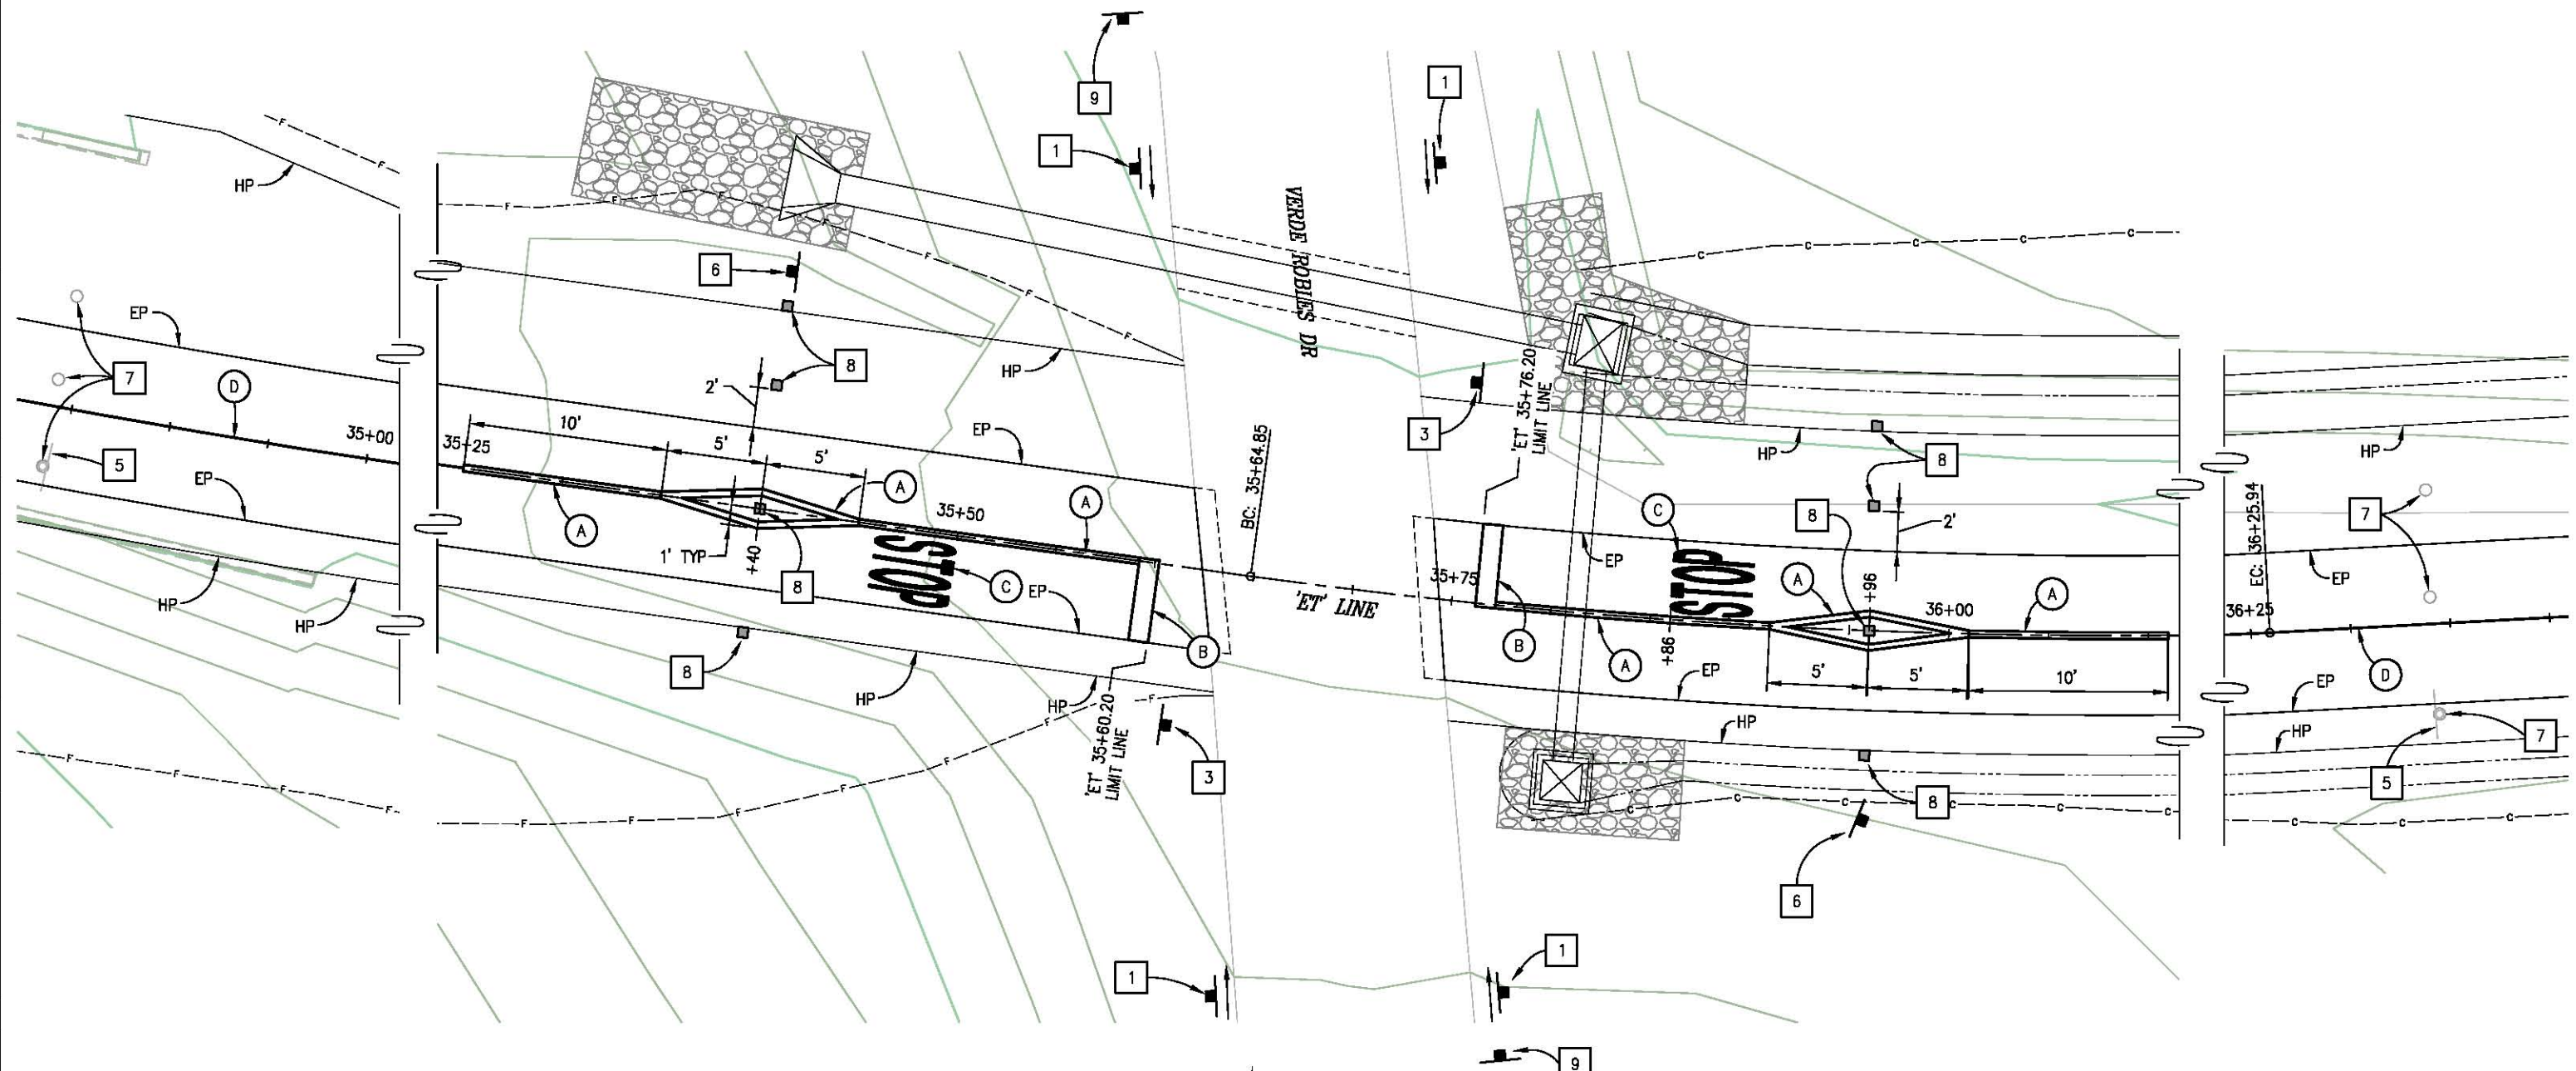 9
1
1
F
F
HP
VERDE ROBLES DR
F
F
F
F
F
F
F
C
C
C
C
C
6
EP
HP
8
2'
7
D
35+00
35+25
10'
5'
5'
A
EP
3
'ET' 35+76.20
LIMIT LINE
HP
8
HP
7
5
EP
A
1' TYP
+40
8
35+50
A
STOP
C
EP
BC: 35+64.85
'ET' LINE
35+75
C
STOP
EP
8
2'
A
+96
36+00
A
EC: 36+25.94
36+25
EP
HP
HP
8
HP
HP
F
F
B
B
A
+86
EP
5'
5'
10'
EP
D
HP
HP
7
5
'ET' 35+60.20
LIMIT LINE
3
F
F
F
F
F
F
F
F
C
C
C
C
C
C
C
C
8
6
1
1
9